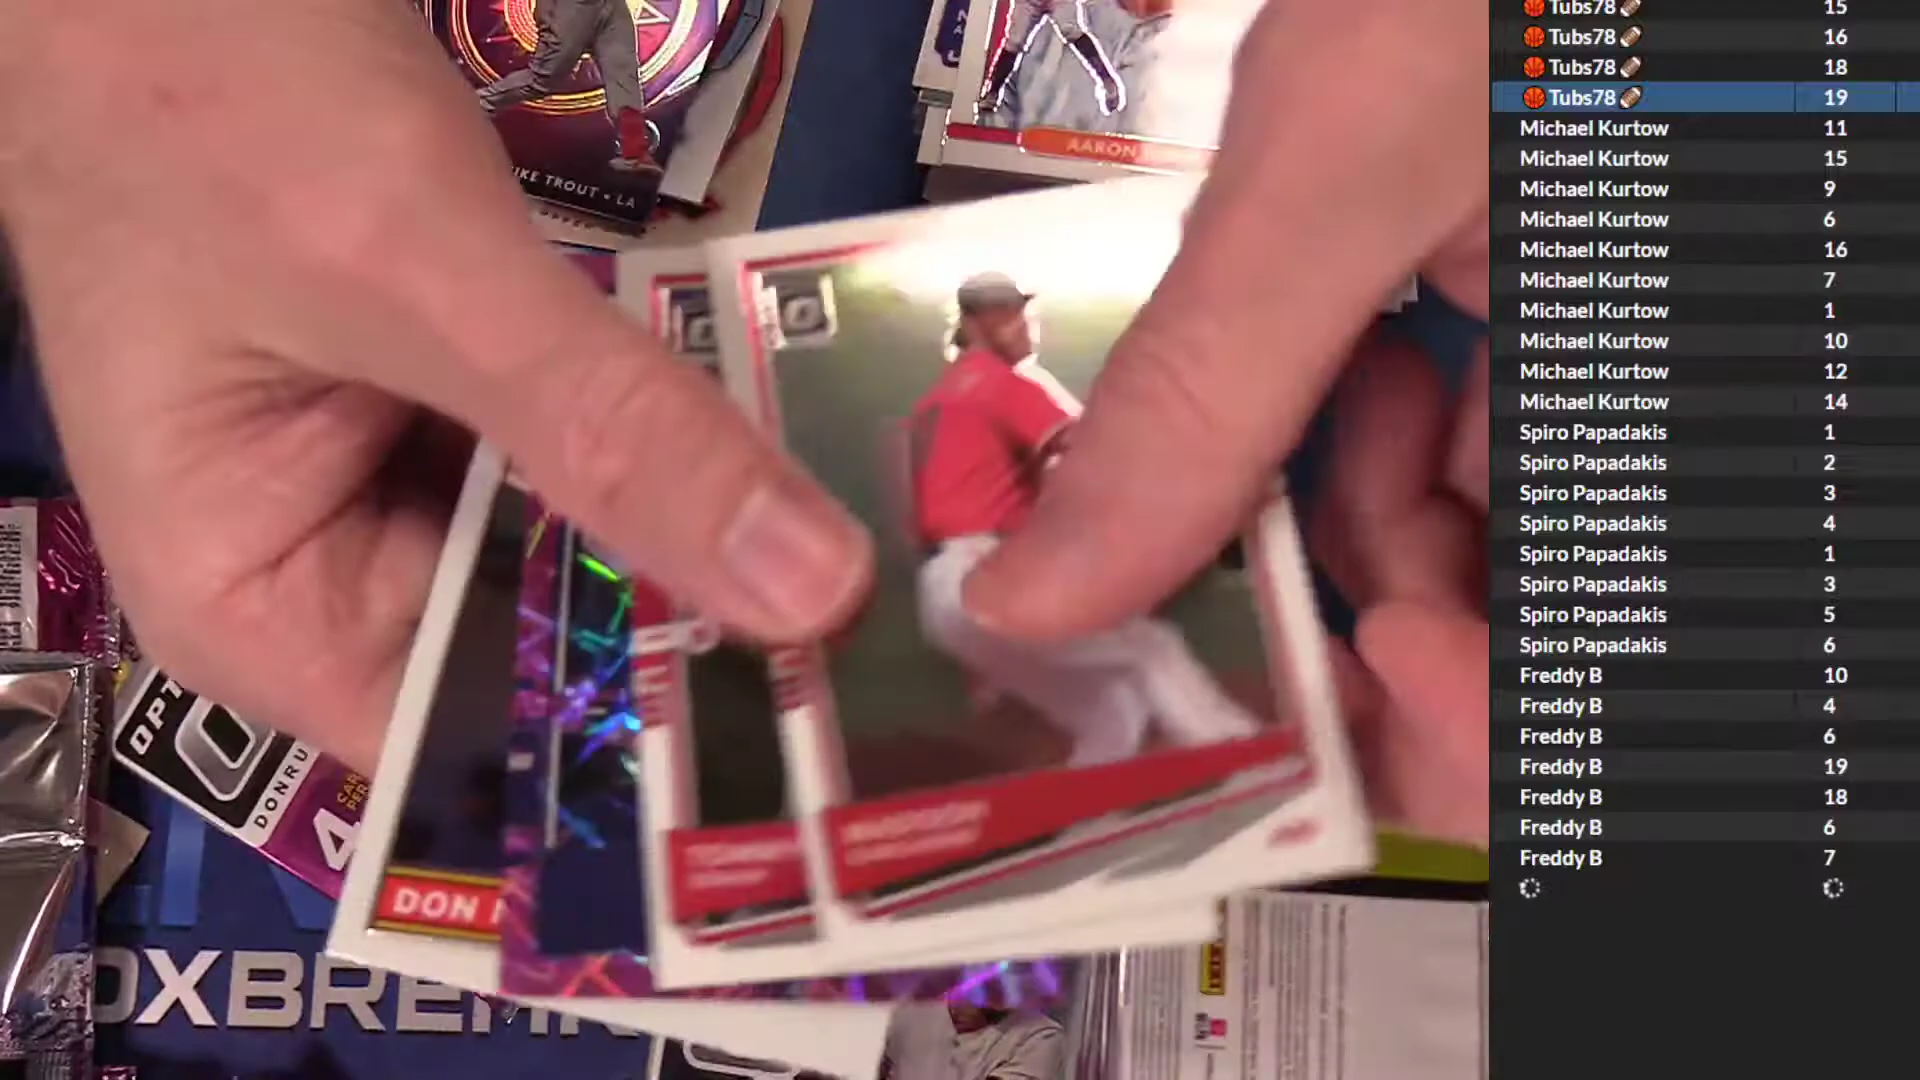 Tubs78 15
Tubs78 16
Tubs78 18
Tubs78 19
Michael Kurtow 11
Michael Kurtow 15
Michael Kurtow 9
Michael Kurtow 6
Michael Kurtow 16
Michael Kurtow 7
Michael Kurtow 1
Michael Kurtow 10
Michael Kurtow 12
Michael Kurtow 14
Spiro Papadakis 1
Spiro Papadakis 2
Spiro Papadakis 3
Spiro Papadakis 4
Spiro Papadakis 1
Spiro Papadakis 3
Spiro Papadakis 5
Spiro Papadakis 6
Freddy B 10
Freddy B 4
Freddy B 6
Freddy B 19
Freddy B 18
Freddy B 6
Freddy B 7
IKE TROUT • LA
AARON
OPT
DONRU
4
DON
OXBRE